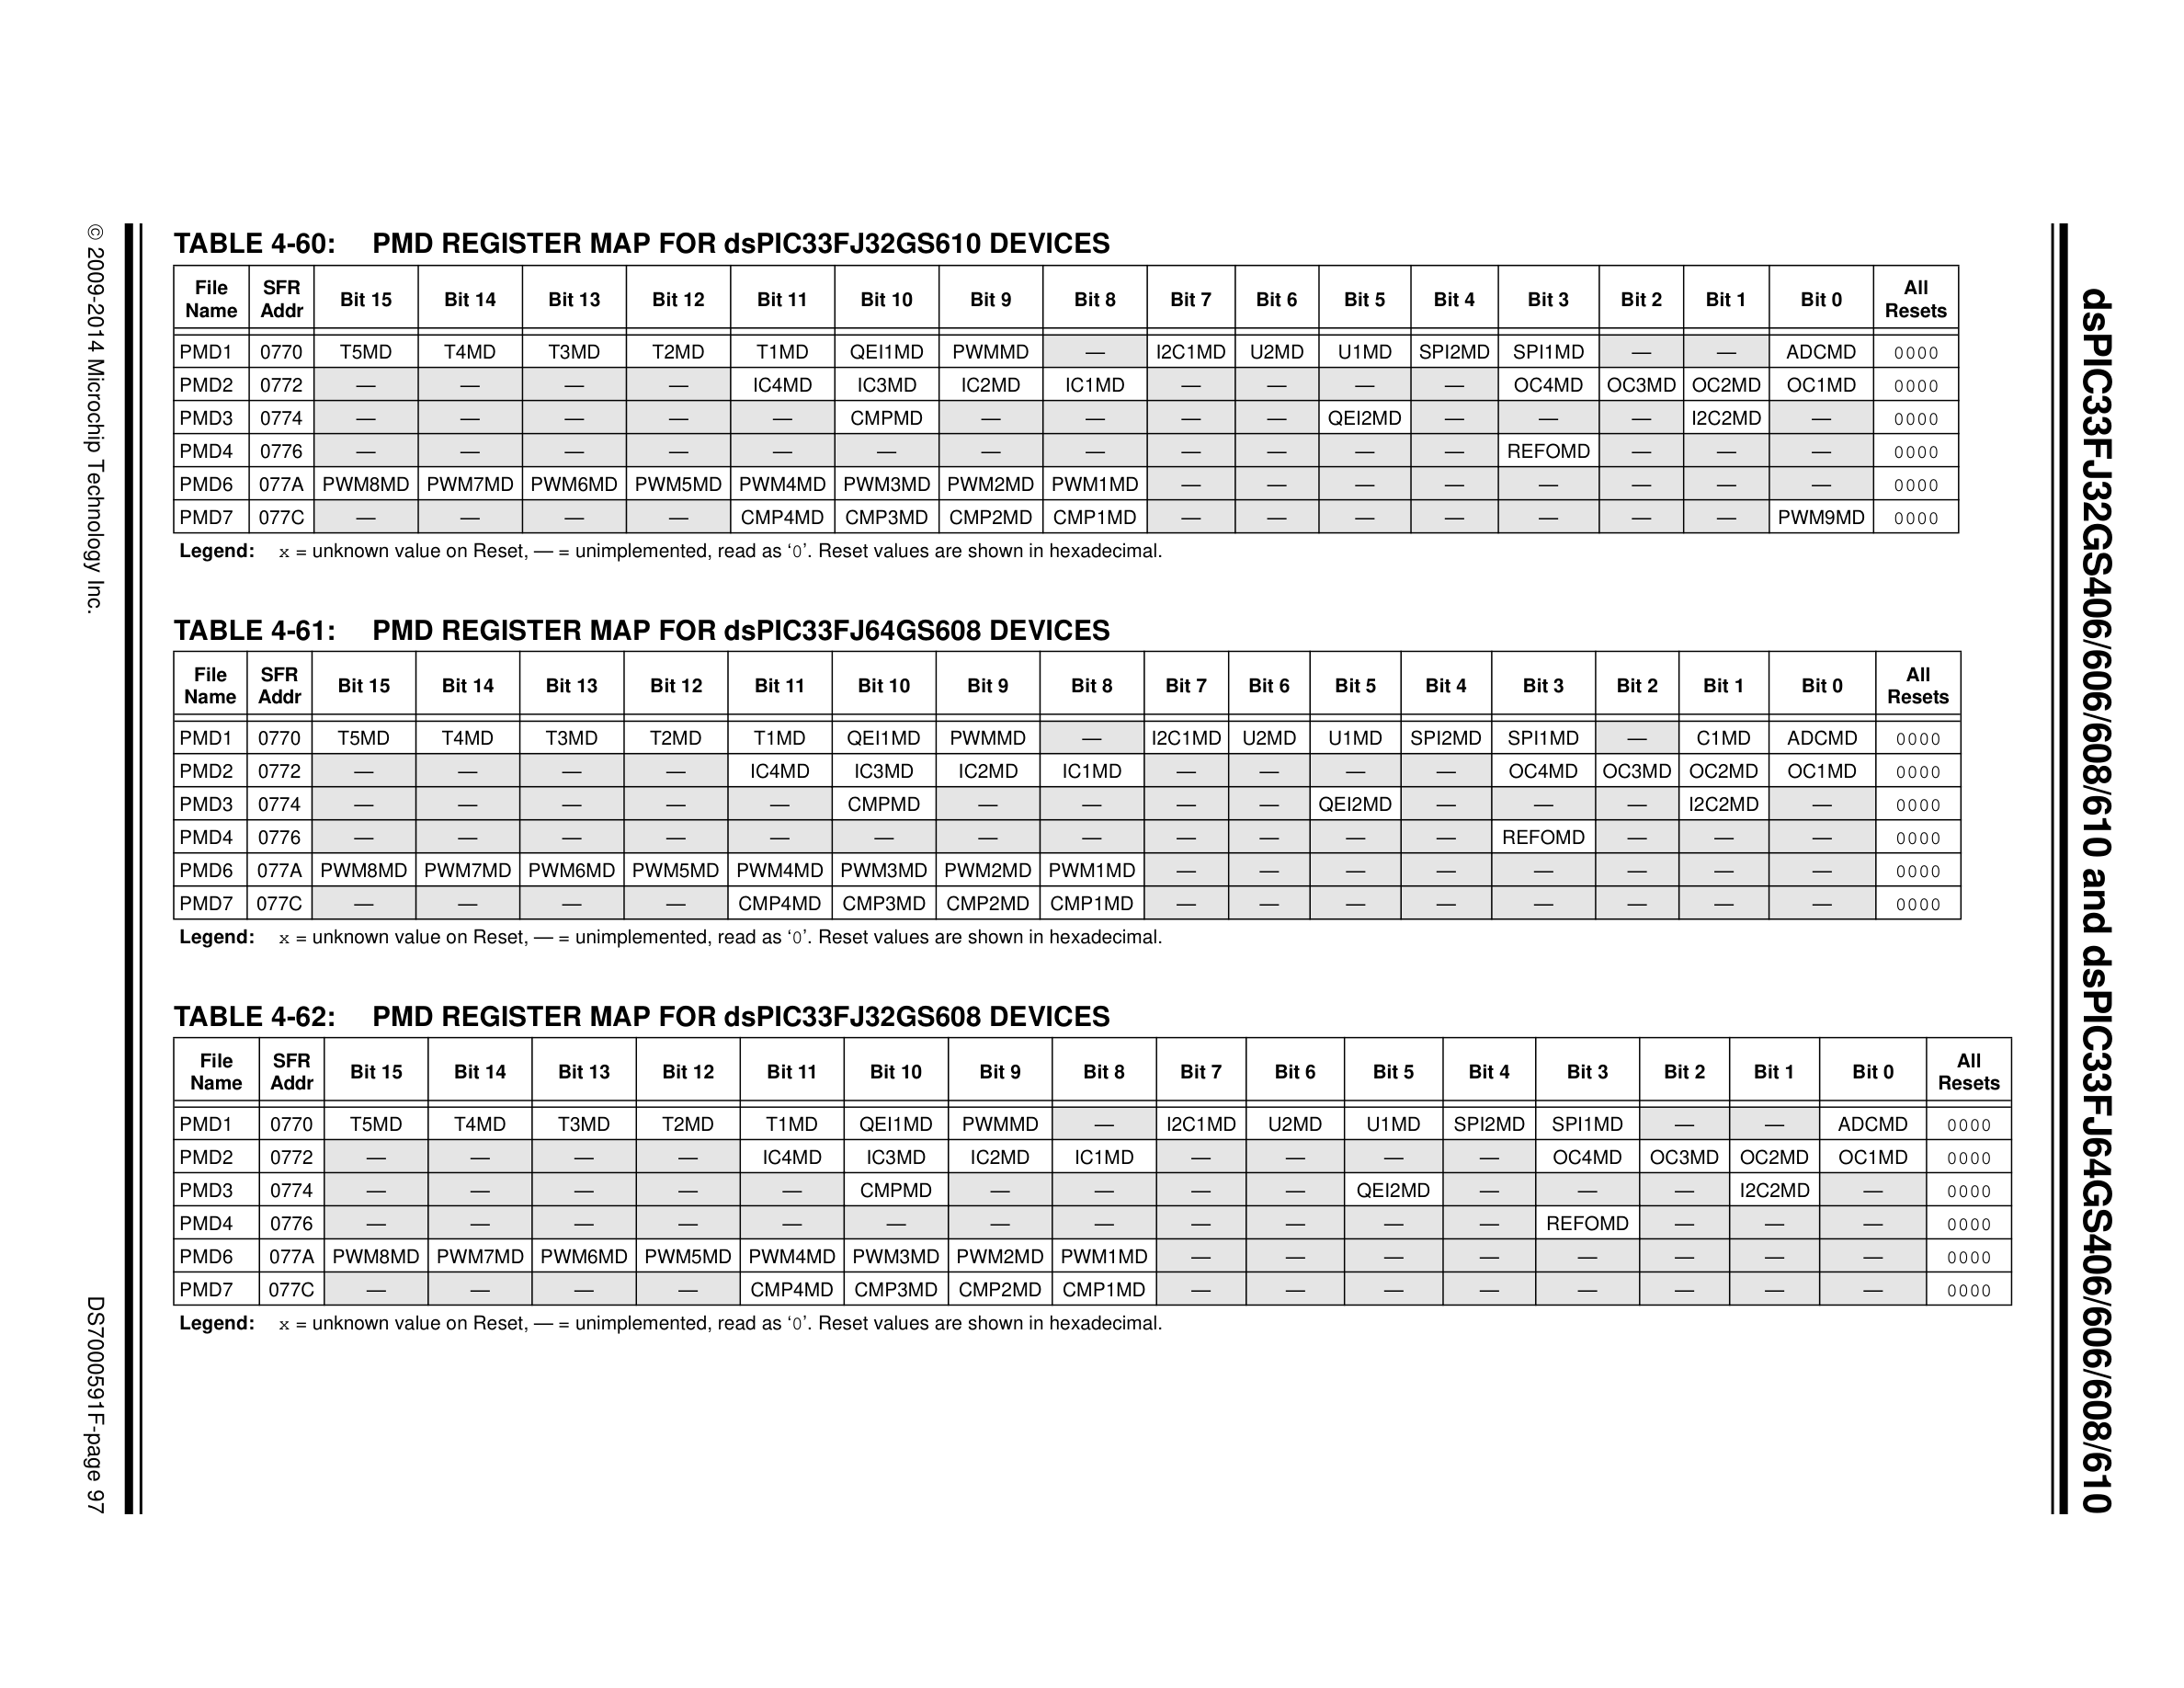 dsPIC33FJ32GS406/606/608/610 and dsPIC33FJ64GS406/606/608/610
TABLE 4-60: PMD REGISTER MAP FOR dsPIC33FJ32GS610 DEVICES
File Name SFR Addr Bit 15 Bit 14 Bit 13 Bit 12 Bit 11 Bit 10 Bit 9 Bit 8 Bit 7 Bit 6 Bit 5 Bit 4 Bit 3 Bit 2 Bit 1 Bit 0 All Resets
PMD1 0770 T5MD T4MD T3MD T2MD T1MD QEI1MD PWMMD — I2C1MD U2MD U1MD SPI2MD SPI1MD — — ADCMD 0000
PMD2 0772 — — — — IC4MD IC3MD IC2MD IC1MD — — — — OC4MD OC3MD OC2MD OC1MD 0000
PMD3 0774 — — — — — CMPMD — — — — QEI2MD — — — I2C2MD — 0000
PMD4 0776 — — — — — — — — — — — — REFOMD — — — 0000
PMD6 077A PWM8MD PWM7MD PWM6MD PWM5MD PWM4MD PWM3MD PWM2MD PWM1MD — — — — — — — — 0000
PMD7 077C — — — — CMP4MD CMP3MD CMP2MD CMP1MD — — — — — — — PWM9MD 0000
Legend: x = unknown value on Reset, — = unimplemented, read as ‘0’. Reset values are shown in hexadecimal.
TABLE 4-61: PMD REGISTER MAP FOR dsPIC33FJ64GS608 DEVICES
File Name SFR Addr Bit 15 Bit 14 Bit 13 Bit 12 Bit 11 Bit 10 Bit 9 Bit 8 Bit 7 Bit 6 Bit 5 Bit 4 Bit 3 Bit 2 Bit 1 Bit 0 All Resets
PMD1 0770 T5MD T4MD T3MD T2MD T1MD QEI1MD PWMMD — I2C1MD U2MD U1MD SPI2MD SPI1MD — C1MD ADCMD 0000
PMD2 0772 — — — — IC4MD IC3MD IC2MD IC1MD — — — — OC4MD OC3MD OC2MD OC1MD 0000
PMD3 0774 — — — — — CMPMD — — — — QEI2MD — — — I2C2MD — 0000
PMD4 0776 — — — — — — — — — — — — REFOMD — — — 0000
PMD6 077A PWM8MD PWM7MD PWM6MD PWM5MD PWM4MD PWM3MD PWM2MD PWM1MD — — — — — — — — 0000
PMD7 077C — — — — CMP4MD CMP3MD CMP2MD CMP1MD — — — — — — — — 0000
Legend: x = unknown value on Reset, — = unimplemented, read as ‘0’. Reset values are shown in hexadecimal.
TABLE 4-62: PMD REGISTER MAP FOR dsPIC33FJ32GS608 DEVICES
File Name SFR Addr Bit 15 Bit 14 Bit 13 Bit 12 Bit 11 Bit 10 Bit 9 Bit 8 Bit 7 Bit 6 Bit 5 Bit 4 Bit 3 Bit 2 Bit 1 Bit 0 All Resets
PMD1 0770 T5MD T4MD T3MD T2MD T1MD QEI1MD PWMMD — I2C1MD U2MD U1MD SPI2MD SPI1MD — — ADCMD 0000
PMD2 0772 — — — — IC4MD IC3MD IC2MD IC1MD — — — — OC4MD OC3MD OC2MD OC1MD 0000
PMD3 0774 — — — — — CMPMD — — — — QEI2MD — — — I2C2MD — 0000
PMD4 0776 — — — — — — — — — — — — REFOMD — — — 0000
PMD6 077A PWM8MD PWM7MD PWM6MD PWM5MD PWM4MD PWM3MD PWM2MD PWM1MD — — — — — — — — 0000
PMD7 077C — — — — CMP4MD CMP3MD CMP2MD CMP1MD — — — — — — — — 0000
Legend: x = unknown value on Reset, — = unimplemented, read as ‘0’. Reset values are shown in hexadecimal.
© 2009-2014 Microchip Technology Inc.
DS7000591F-page 97